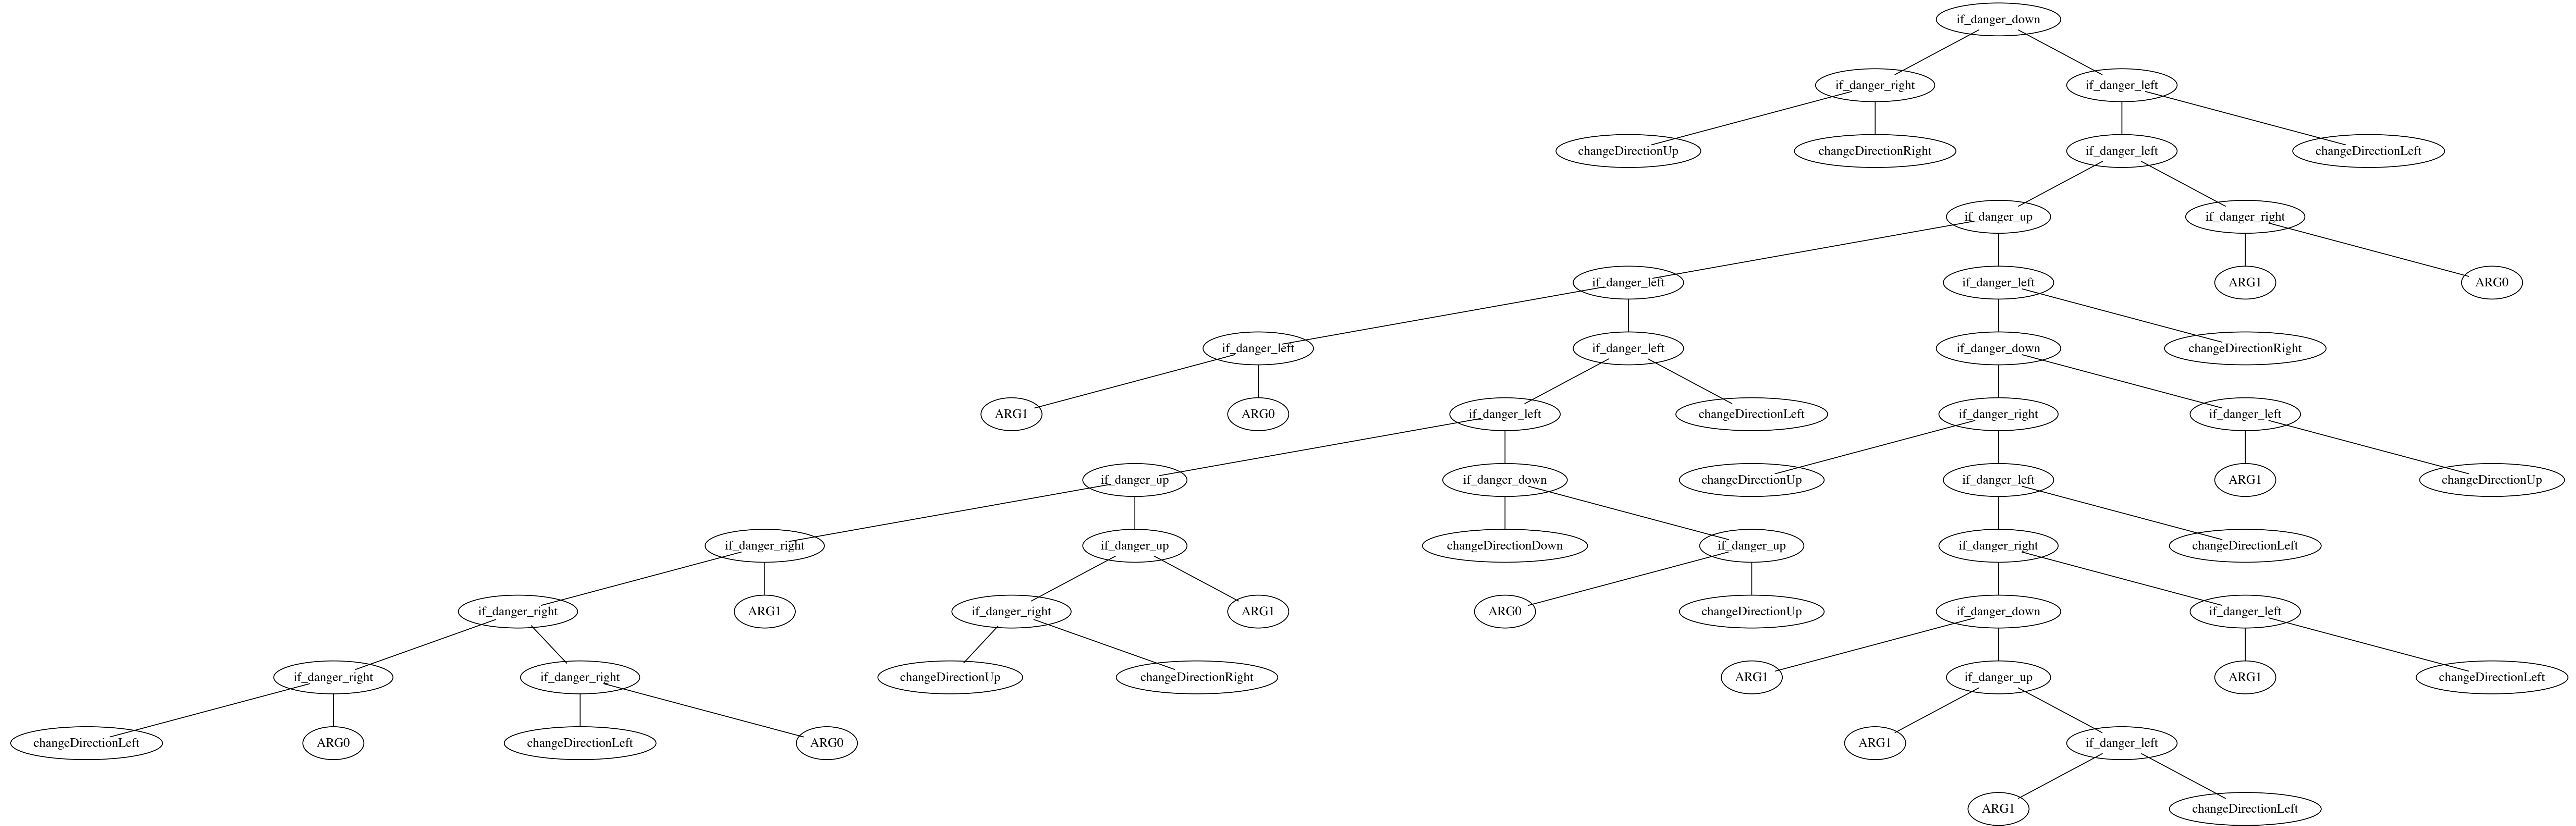 if_danger_down
if_danger_right
if_danger_left
changeDirectionUp
changeDirectionRight
if_danger_left
changeDirectionLeft
if_danger_up
if_danger_right
if_danger_left
if_danger_left
ARG1
ARG0
if_danger_left
if_danger_left
if_danger_down
changeDirectionRight
ARG1
ARG0
if_danger_left
changeDirectionLeft
if_danger_right
if_danger_left
if_danger_up
if_danger_down
changeDirectionUp
if_danger_left
ARG1
changeDirectionUp
if_danger_right
if_danger_up
changeDirectionDown
if_danger_up
if_danger_right
changeDirectionLeft
if_danger_right
ARG1
if_danger_right
ARG1
ARG0
changeDirectionUp
if_danger_down
if_danger_left
if_danger_right
if_danger_right
changeDirectionUp
changeDirectionRight
ARG1
if_danger_up
ARG1
changeDirectionLeft
changeDirectionLeft
ARG0
changeDirectionLeft
ARG0
ARG1
if_danger_left
ARG1
changeDirectionLeft